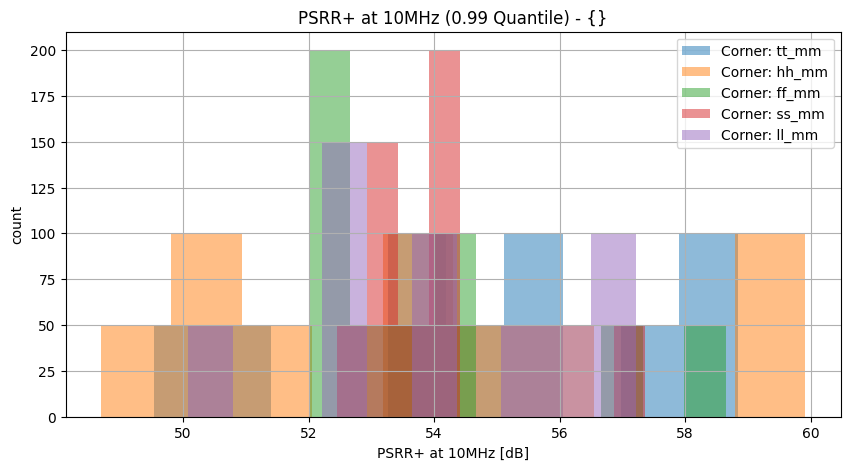 PSRR+ at 10MHz (0.99 Quantile) - {}
Corner: tt_mm
Corner: hh_mm
Corner: ff_mm
Corner: ss_mm
Corner: ll_mm
200
175
150
125
100
75
50
25
0
count
50 52 54 56 58 60
PSRR+ at 10MHz [dB]